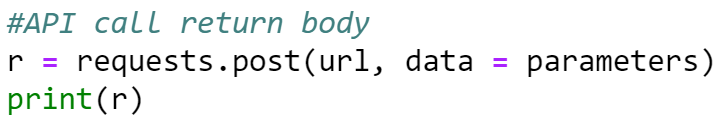 #API call return body
r = requests.post(url, data = parameters)
print(r)